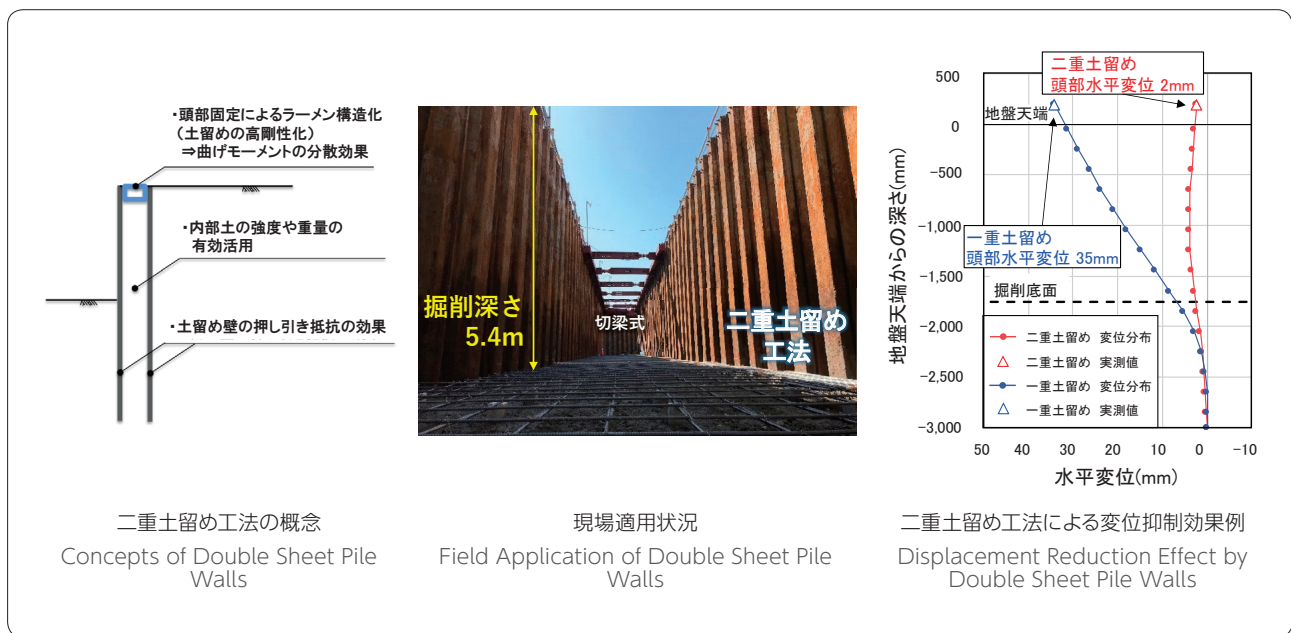 ・頭部固定によるラーメン構造化
(土留めの高剛性化)
⇒曲げモーメントの分散効果
・内部土の強度や重量の
有効活用
・土留め壁の押し引き抵抗の効果
二重土留め工法の概念
Concepts of Double Sheet Pile
Walls
掘削深さ
5.4m
切梁式
二重土留め
工法
現場適用状況
Field Application of Double Sheet Pile
Walls
二重土留め
頭部水平変位 2mm
地盤天端
一重土留め
頭部水平変位 35mm
掘削底面
二重土留め 変位分布
二重土留め 実測値
一重土留め 変位分布
一重土留め 実測値
地盤天端からの深さ(mm)
500
0
-500
-1,000
-1,500
-2,000
-2,500
-3,000
50 40 30 20 10 0 -10
水平変位(mm)
二重土留め工法による変位抑制効果例
Displacement Reduction Effect by
Double Sheet Pile Walls